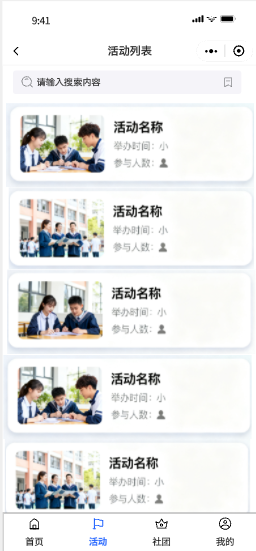 9:41
活动列表
请输入搜索内容
活动名称
举办时间：小
参与人数：
活动名称
举办时间：小
参与人数：
活动名称
举办时间：小
参与人数：
活动名称
举办时间：小
参与人数：
活动名称
举办时间：小
参与人数：
首页 活动 社团 我的